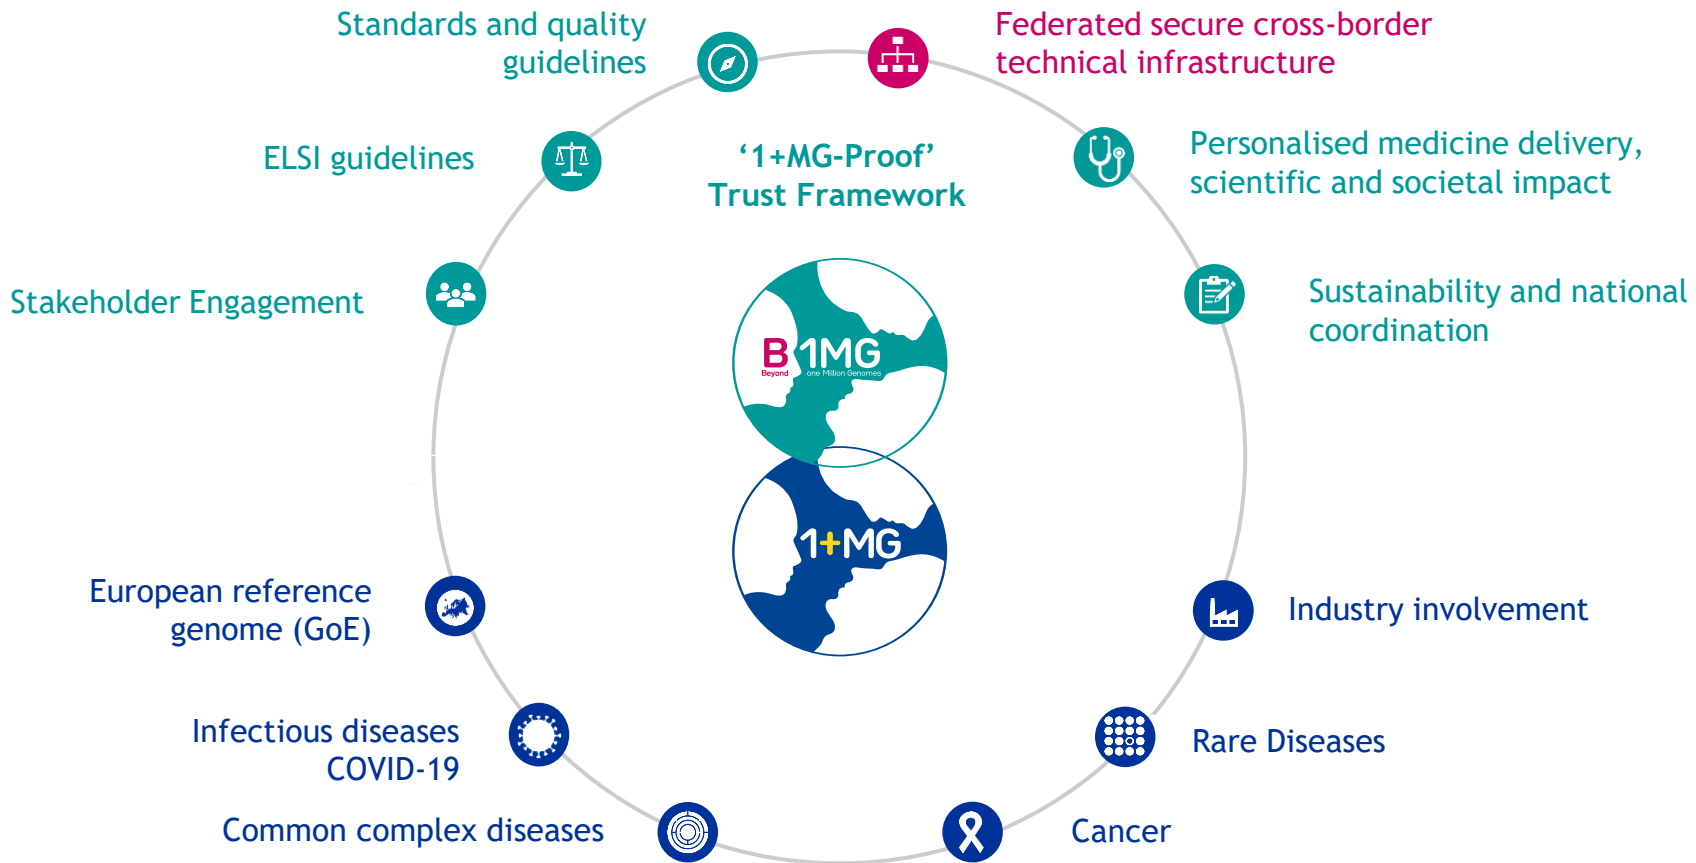 Standards and quality
guidelines
Federated secure cross-border
technical infrastructure
ELSI guidelines
‘1+MG-Proof’
Trust Framework
Personalised medicine delivery,
scientific and societal impact
Stakeholder Engagement
Sustainability and national
coordination
B 1MG
Beyond one Million Genomes
1+MG
European reference
genome (GoE)
Industry involvement
Infectious diseases
COVID-19
Rare Diseases
Common complex diseases
Cancer